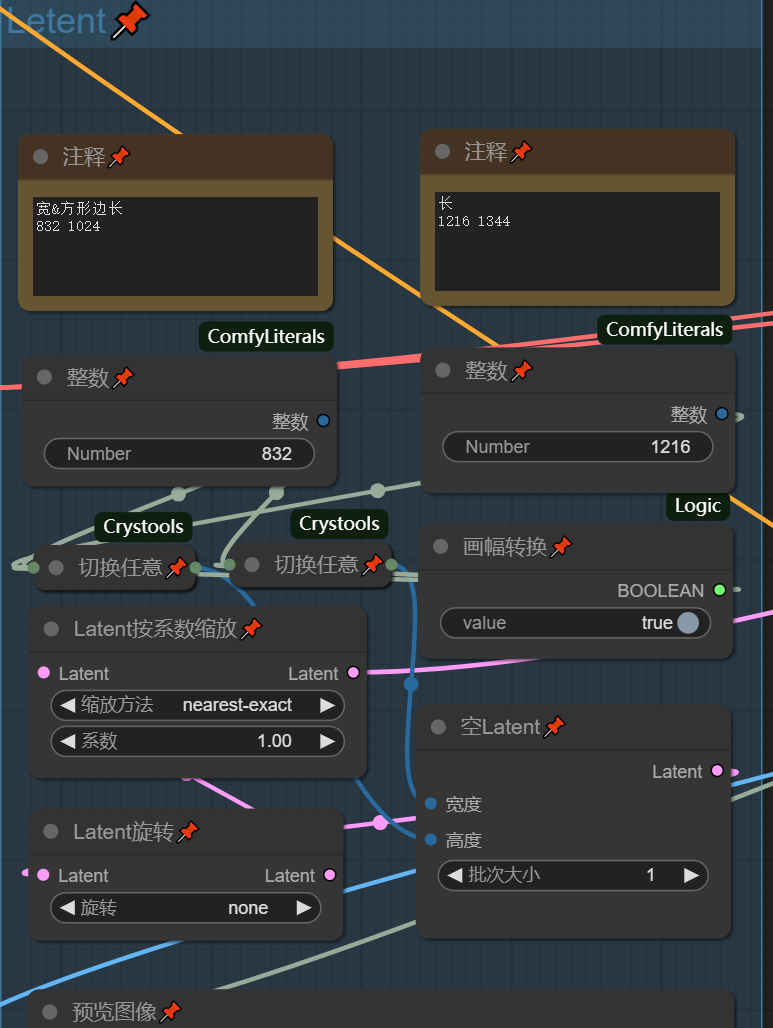 Letent
注释
宽&方形边长
832 1024
注释
长
1216 1344
ComfyLiterals
整数
整数
Number 832
ComfyLiterals
整数
整数
Number 1216
Crystools
切换任意
Crystools
切换任意
Logic
画幅转换
BOOLEAN
value true
Latent按系数缩放
Latent Latent
缩放方法 nearest-exact
系数 1.00
空Latent
Latent
宽度
高度
批次大小 1
Latent旋转
Latent Latent
旋转 none
预览图像